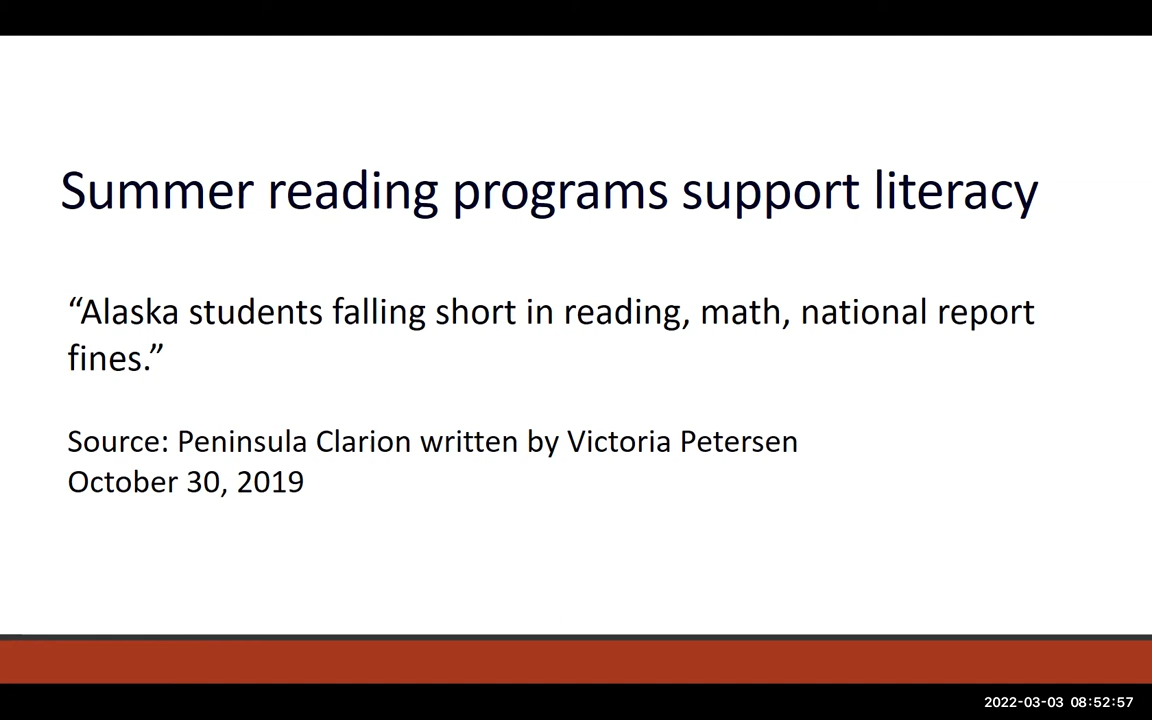 Summer reading programs support literacy
“Alaska students falling short in reading, math, national report
fines.”
Source: Peninsula Clarion written by Victoria Petersen
October 30, 2019
2022-03-03 08:52:57